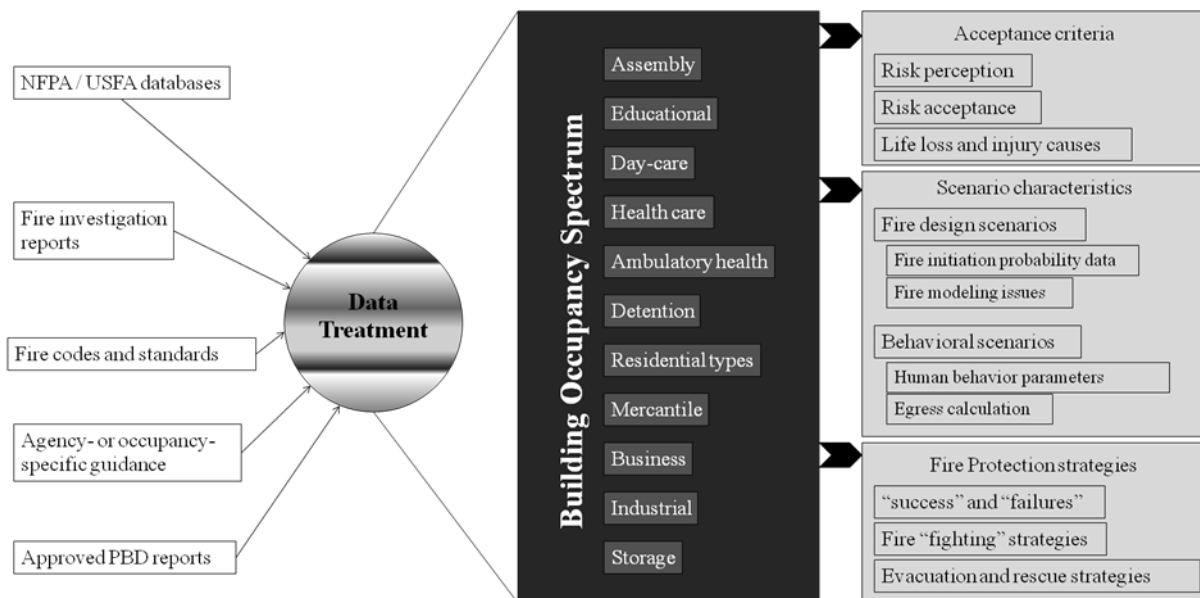 NFPA / USFA databases
Fire investigation
reports
Fire codes and standards
Agency- or occupancy-
specific guidance
Approved PBD reports
Data
Treatment
Building Occupancy Spectrum
Assembly
Educational
Day-care
Health care
Ambulatory health
Detention
Residential types
Mercantile
Business
Industrial
Storage
Acceptance criteria
Risk perception
Risk acceptance
Life loss and injury causes
Scenario characteristics
Fire design scenarios
Fire initiation probability data
Fire modeling issues
Behavioral scenarios
Human behavior parameters
Egress calculation
Fire Protection strategies
“success” and “failures”
Fire “fighting” strategies
Evacuation and rescue strategies